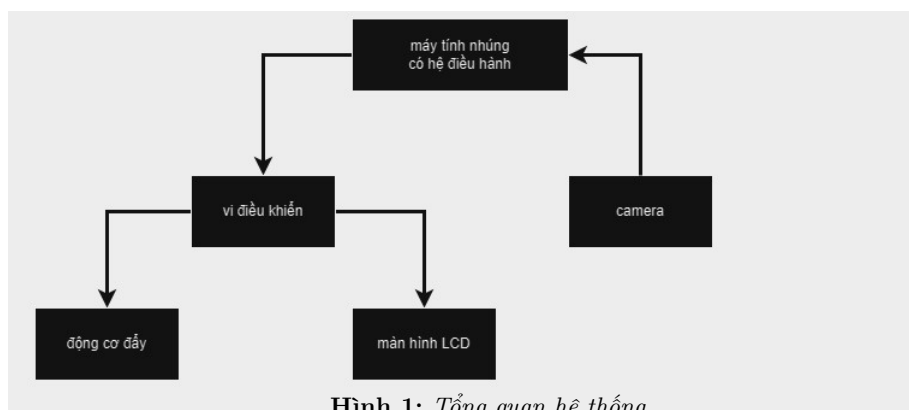 máy tính nhúng
có hệ điều hành
vi điều khiển
camera
động cơ đẩy
màn hình LCD
Hình 1: Tổng quan hệ thống